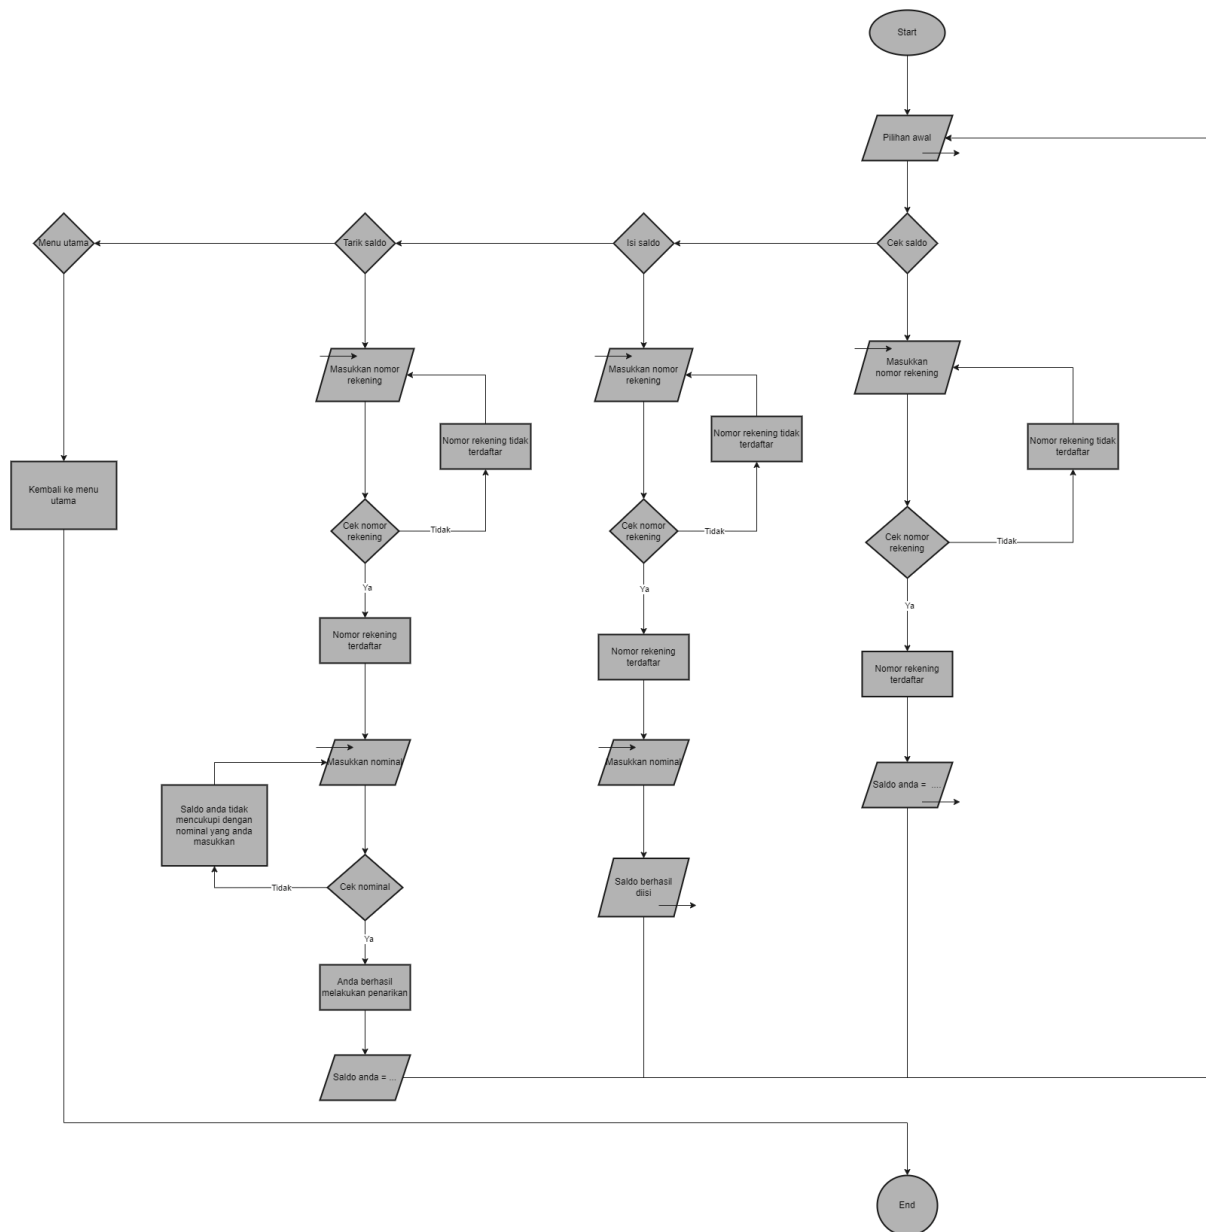 Start
Pilihan awal
Menu utama
Tarik saldo
Isi saldo
Cek saldo
Masukkan nomor
rekening
Masukkan nomor
rekening
Masukkan
nomor rekening
Nomor rekening tidak
terdaftar
Nomor rekening tidak
terdaftar
Nomor rekening tidak
terdaftar
Kembali ke menu
utama
Cek nomor
rekening
Tidak
Cek nomor
rekening
Tidak
Cek nomor
rekening
Tidak
Ya
Ya
Ya
Nomor rekening
terdaftar
Nomor rekening
terdaftar
Nomor rekening
terdaftar
Masukkan nominal
Masukkan nominal
Saldo anda = ....
Saldo anda tidak
mencukupi dengan
nominal yang anda
masukkan
Tidak
Cek nominal
Saldo berhasil
diisi
Ya
Anda berhasil
melakukan penarikan
Saldo anda = ...
End